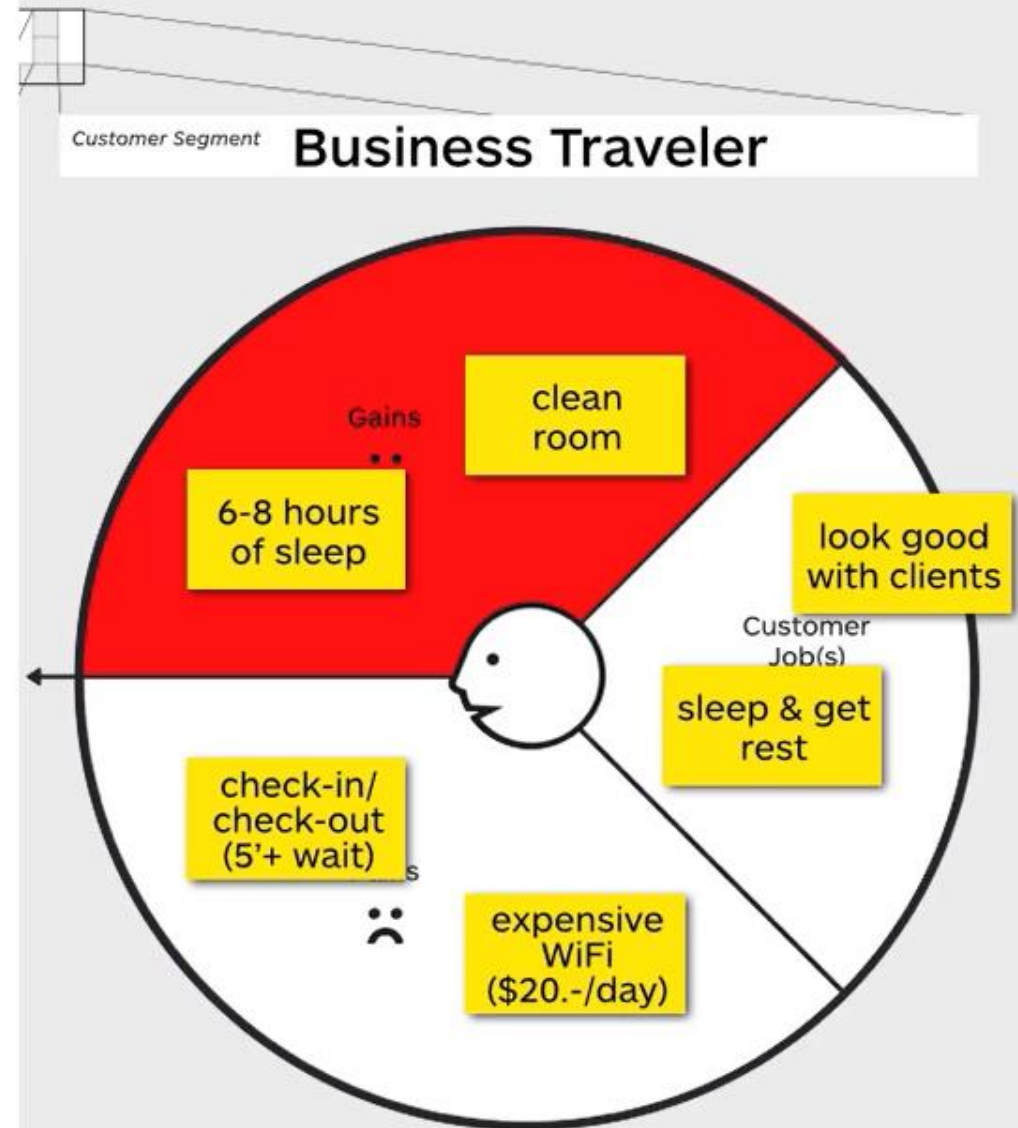 Customer Segment
Business Traveler
Gains
clean
room
6-8 hours
of sleep
look good
with clients
Customer
Job(s)
sleep & get
rest
check-in/
check-out
(5'+ wait)
expensive
WiFi
($20.-/day)